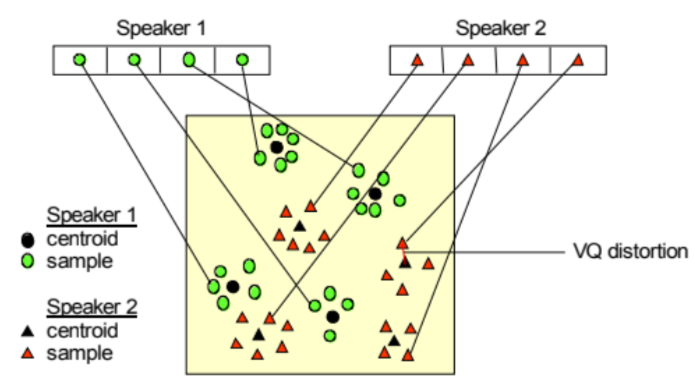 Speaker 1
Speaker 2
Speaker 1
centroid
sample
VQ distortion
Speaker 2
centroid
sample